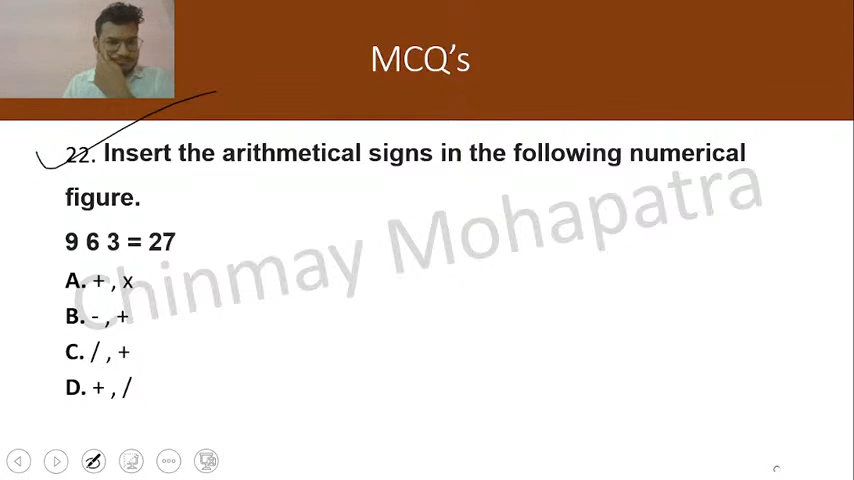 MCQ's
22. Insert the arithmetical signs in the following numerical
figure.
9 6 3 = 27
A. + , x
B. - , +
C. / , +
D. + , /
Chinmay Mohapatra